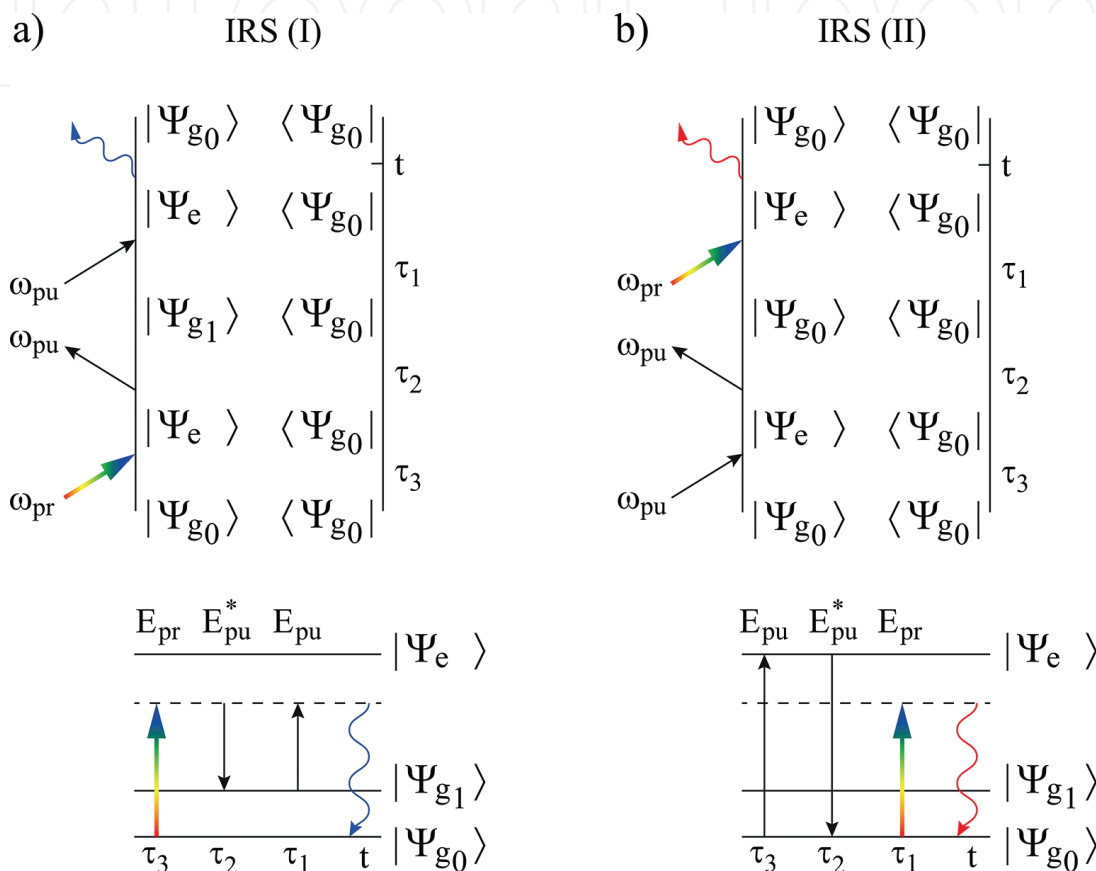 a) IRS (I)
|Ψg0⟩ ⟨Ψg0|
t
|Ψe ⟩ ⟨Ψg0|
ωpu
τ1
|Ψg1⟩ ⟨Ψg0|
ωpu
τ2
|Ψe ⟩ ⟨Ψg0|
τ3
ωpr
|Ψg0⟩ ⟨Ψg0|
Epr E*pu Epu
|Ψe ⟩
|Ψg1⟩
|Ψg0⟩
τ3 τ2 τ1 t
b) IRS (II)
|Ψg0⟩ ⟨Ψg0|
t
|Ψe ⟩ ⟨Ψg0|
ωpr
τ1
|Ψg0⟩ ⟨Ψg0|
ωpu
τ2
|Ψe ⟩ ⟨Ψg0|
τ3
ωpu
|Ψg0⟩ ⟨Ψg0|
Epu E*pu Epr
|Ψe ⟩
|Ψg1⟩
|Ψg0⟩
τ3 τ2 τ1 t